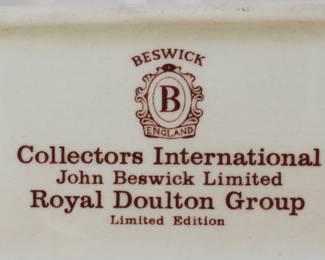 BESWICK
B
ENGLAND
Collectors International
John Beswick Limited
Royal Doulton Group
Limited Edition